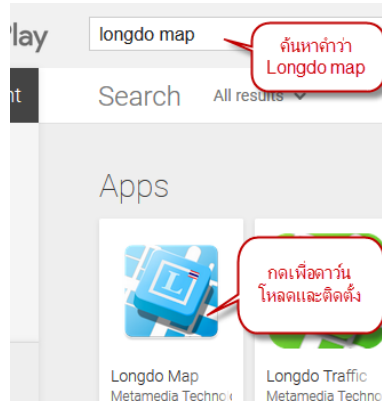 lay
longdo map
ค้นหาคำว่า
Longdo map
nt
Search All results
Apps
L
กดเพื่อดาวน์
โหลดและติดตั้ง
Longdo Map
Longdo Traffic
Metamedia Techno
Metamedia Techno